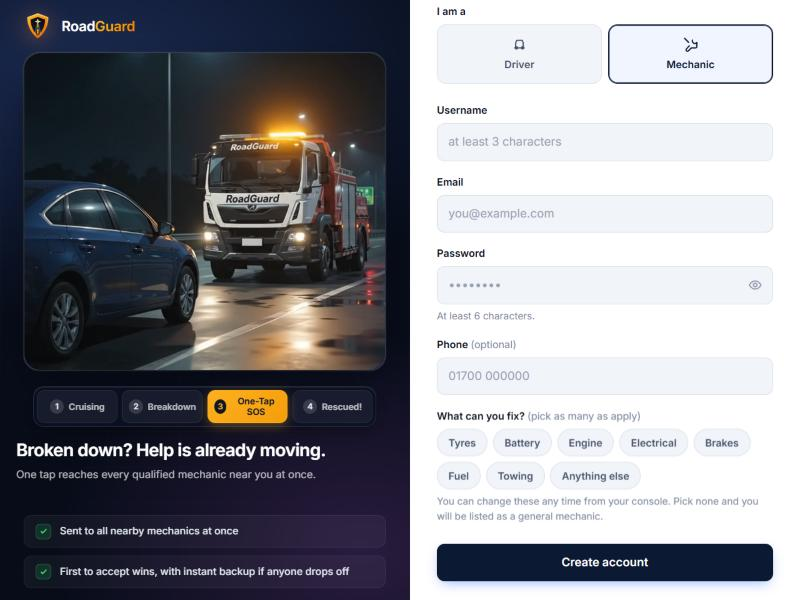 RoadGuard
RoadGuard
RoadGuard
1 Cruising
2 Breakdown
3 One-Tap SOS
4 Rescued!
Broken down? Help is already moving.
One tap reaches every qualified mechanic near you at once.
Sent to all nearby mechanics at once
First to accept wins, with instant backup if anyone drops off
I am a
Driver
Mechanic
Username
at least 3 characters
Email
you@example.com
Password
••••••••
At least 6 characters.
Phone (optional)
01700 000000
What can you fix? (pick as many as apply)
Tyres Battery Engine Electrical Brakes
Fuel Towing Anything else
You can change these any time from your console. Pick none and you
will be listed as a general mechanic.
Create account